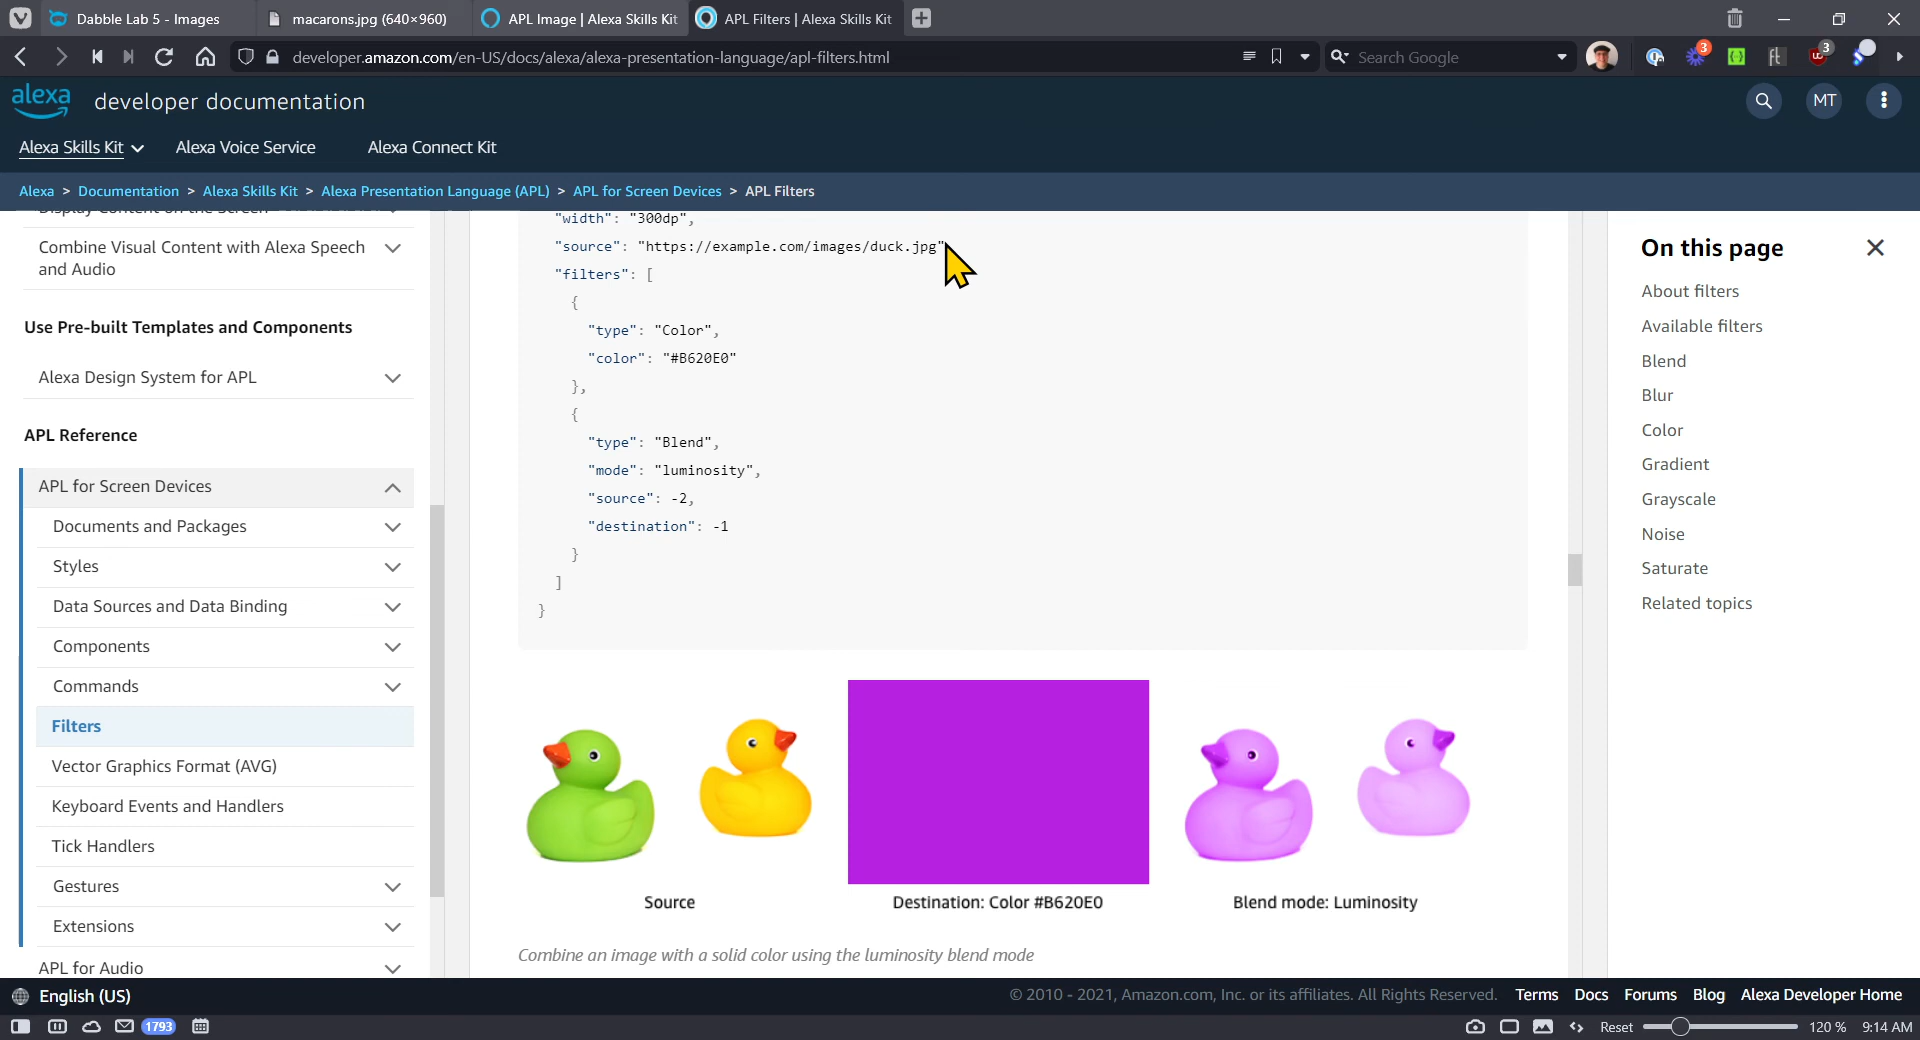 Dabble Lab 5 - Images
macarons.jpg (640×960)
APL Image | Alexa Skills Kit
APL Filters | Alexa Skills Kit
developer.amazon.com/en-US/docs/alexa/alexa-presentation-language/apl-filters.html
Search Google
3
3
alexa
developer documentation
MT
Alexa Skills Kit
Alexa Voice Service
Alexa Connect Kit
Alexa > Documentation > Alexa Skills Kit > Alexa Presentation Language (APL) > APL for Screen Devices > APL Filters
Display Content on the Screen
Combine Visual Content with Alexa Speech
and Audio
Use Pre-built Templates and Components
Alexa Design System for APL
APL Reference
APL for Screen Devices
Documents and Packages
Styles
Data Sources and Data Binding
Components
Commands
Filters
Vector Graphics Format (AVG)
Keyboard Events and Handlers
Tick Handlers
Gestures
Extensions
APL for Audio
"width": "300dp",
"source": "https://example.com/images/duck.jpg"
"filters": [
{
"type": "Color",
"color": "#B620E0"
},
{
"type": "Blend",
"mode": "luminosity",
"source": -2,
"destination": -1
}
]
}
Source
Destination: Color #B620E0
Blend mode: Luminosity
Combine an image with a solid color using the luminosity blend mode
On this page
About filters
Available filters
Blend
Blur
Color
Gradient
Grayscale
Noise
Saturate
Related topics
English (US)
© 2010 - 2021, Amazon.com, Inc. or its affiliates. All Rights Reserved.
Terms
Docs
Forums
Blog
Alexa Developer Home
1793
Reset
120 %
9:14 AM